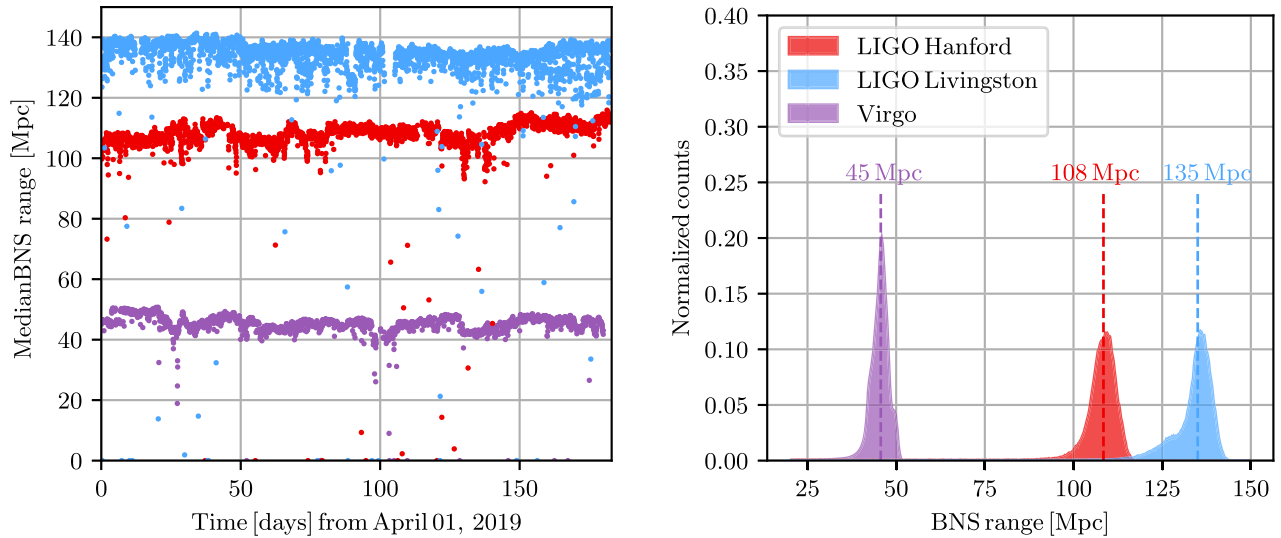 MedianBNS range [Mpc]
140
120
100
80
60
40
20
0
0 50 100 150
Time [days] from April 01, 2019
Normalized counts
0.40
0.35
0.30
0.25
0.20
0.15
0.10
0.05
0.00
LIGO Hanford
LIGO Livingston
Virgo
45 Mpc 108 Mpc 135 Mpc
25 50 75 100 125 150
BNS range [Mpc]